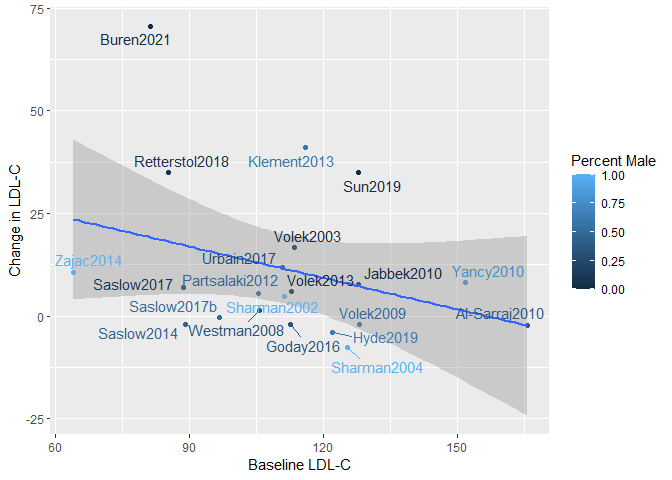 75
50
25
0
-25
60
90
120
150
Change in LDL-C
Baseline LDL-C
Buren2021
Retterstol2018
Klement2013
Sun2019
Volek2003
Zajac2014
Urbain2017
Saslow2017
Partsalaki2012
Volek2013
Jabbek2010
Yancy2010
Saslow2017b
Sharman2002
Volek2009
Al-Sarraj2010
Saslow2014
Westman2008
Goday2016
Hyde2019
Sharman2004
Percent Male
1.00
0.75
0.50
0.25
0.00